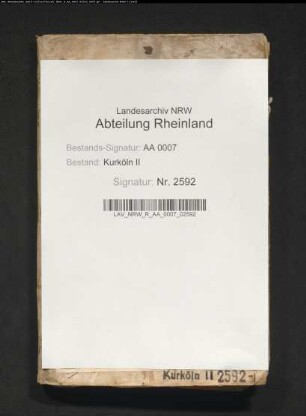 Landesarchiv NRW
Abteilung Rheinland
Bestands-Signatur: AA 0007
Bestand: Kurköln II
Signatur: Nr. 2592
LAV_NRW_R_AA_0007_02592
Kurköln II 2592-I